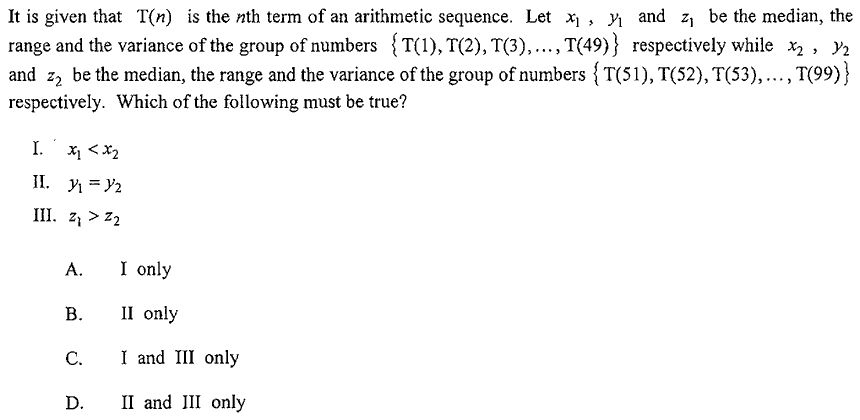 It is given that T(n) is the nth term of an arithmetic sequence. Let x₁ , y₁ and z₁ be the median, the
range and the variance of the group of numbers {T(1), T(2), T(3), ..., T(49)} respectively while x₂ , y₂
and z₂ be the median, the range and the variance of the group of numbers {T(51), T(52), T(53), ..., T(99)}
respectively. Which of the following must be true?
I. x₁ < x₂
II. y₁ = y₂
III. z₁ > z₂
A. I only
B. II only
C. I and III only
D. II and III only